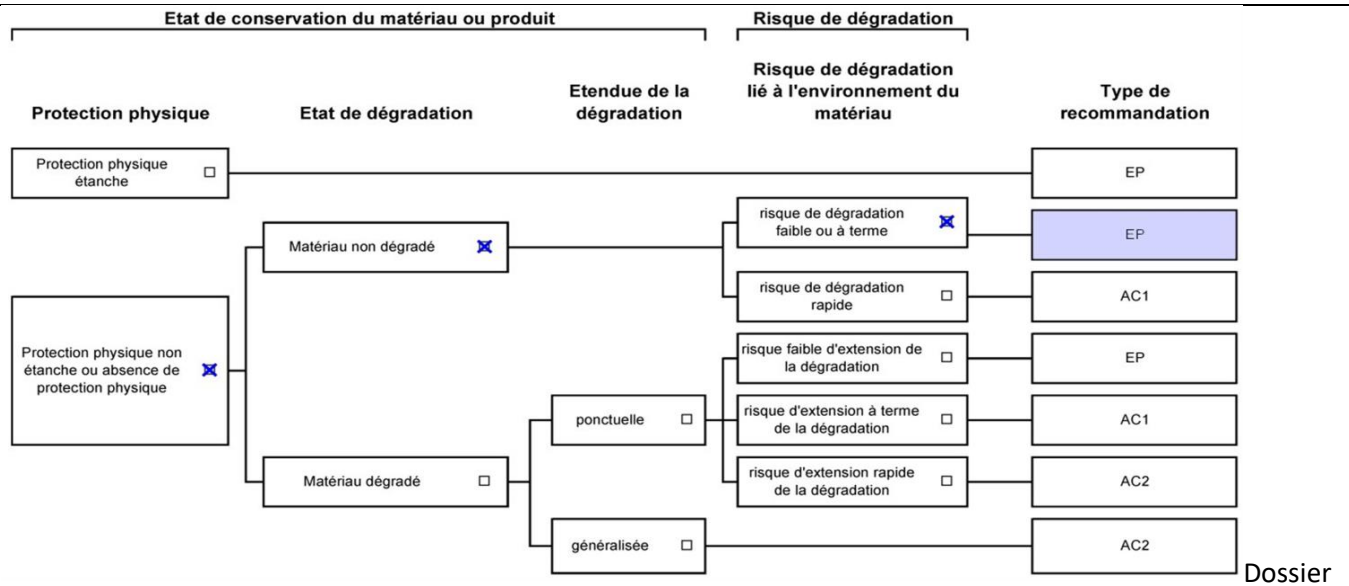 Etat de conservation du matériau ou produit
Risque de dégradation
Protection physique
Etat de dégradation
Etendue de la
dégradation
Risque de dégradation
lié à l'environnement du
matériau
Type de
recommandation
Protection physique
étanche
EP
Protection physique non
étanche ou absence de
protection physique
Matériau non dégradé
risque de dégradation
faible ou à terme
EP
risque de dégradation
rapide
AC1
Matériau dégradé
ponctuelle
risque faible d'extension de
la dégradation
EP
risque d'extension à terme
de la dégradation
AC1
risque d'extension rapide
de la dégradation
AC2
généralisée
AC2
Dossier